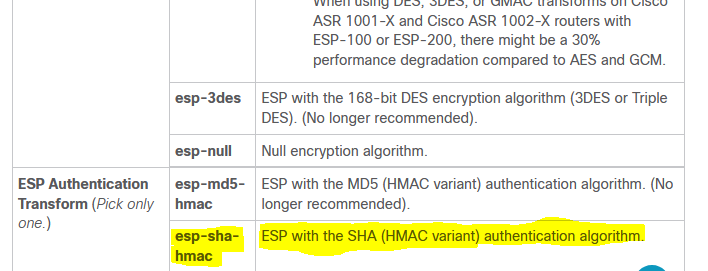 When using DES, 3DES, or GMAC transforms on Cisco
ASR 1001-X and Cisco ASR 1002-X routers with
ESP-100 or ESP-200, there might be a 30%
performance degradation compared to AES and GCM.
esp-3des
ESP with the 168-bit DES encryption algorithm (3DES or Triple
DES). (No longer recommended).
esp-null
Null encryption algorithm.
ESP Authentication
Transform (Pick only
one.)
esp-md5-
hmac
ESP with the MD5 (HMAC variant) authentication algorithm. (No
longer recommended).
esp-sha-
hmac
ESP with the SHA (HMAC variant) authentication algorithm.